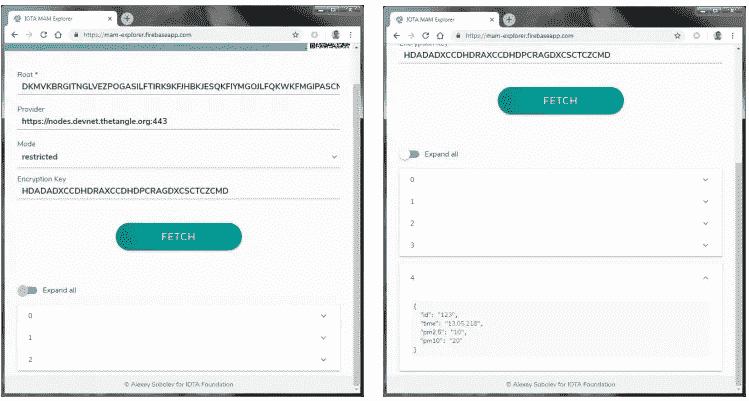 IOTA MAM Explorer
https://mam-explorer.firebaseapp.com
Root *
DKMVKBRGITNGLVEZPOGASILFTIRK9KFJHBKJESQKFIYMGOJLFQKWKFMGIPASCN
Provider
https://nodes.devnet.thetangle.org:443
Mode
restricted
Encryption Key
HDADADXCCDHDRAXCCDHDPCRAGDXCSCTCZCMD
FETCH
Expand all
0
1
2
© Alexey Sobolev for IOTA Foundation
IOTA MAM Explorer
https://mam-explorer.firebaseapp.com
Encryption Key
HDADADXCCDHDRAXCCDHDPCRAGDXCSCTCZCMD
FETCH
Expand all
0
1
2
3
4
{
"id": "123",
"time": "13.05.218",
"pm2.5": "10",
"pm10": "20"
}
© Alexey Sobolev for IOTA Foundation